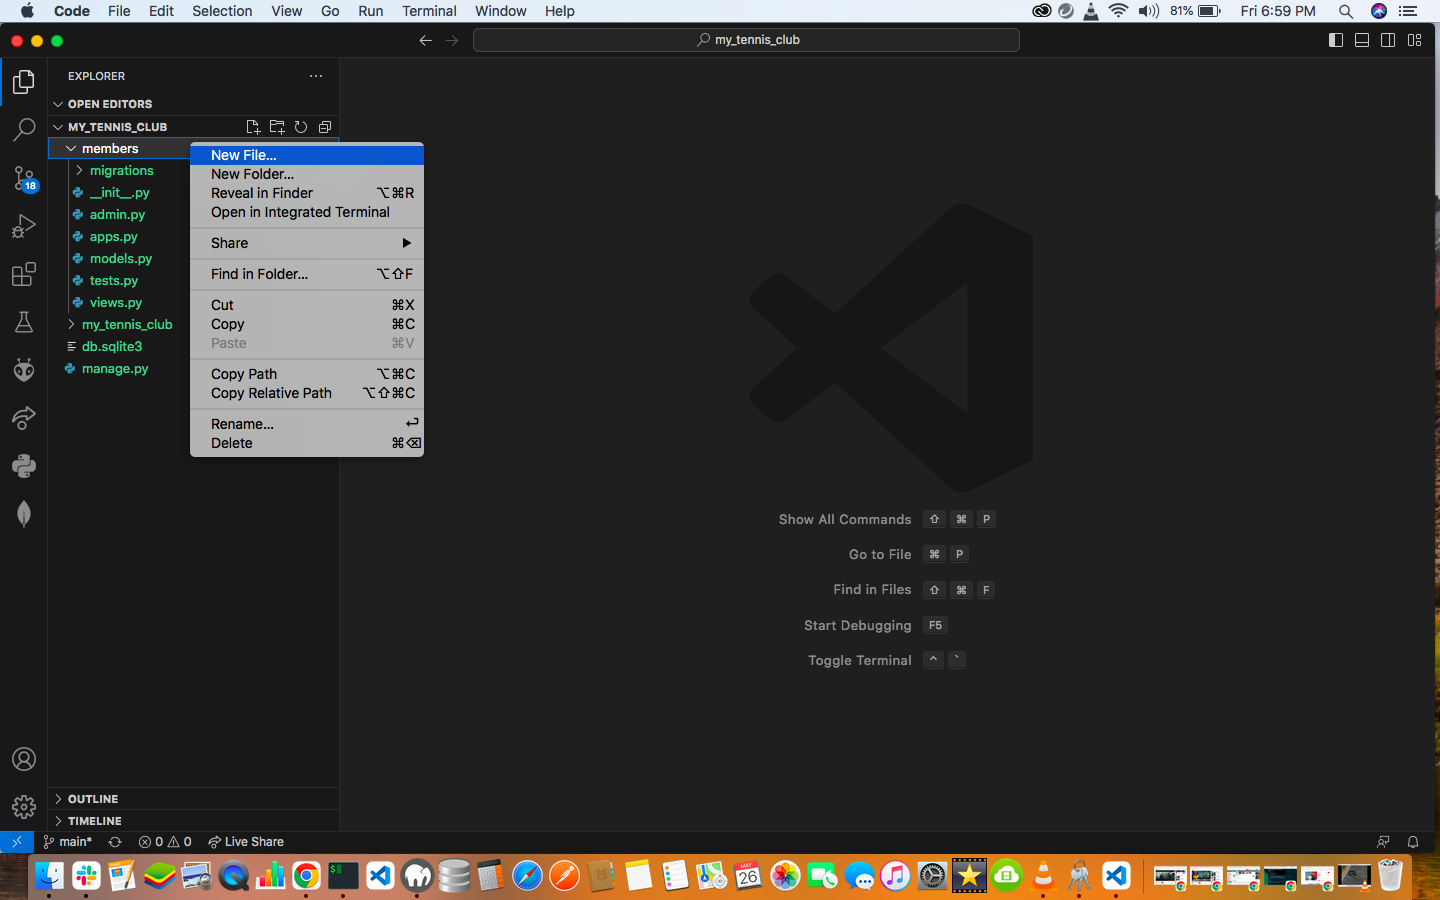 Code File Edit Selection View Go Run Terminal Window Help 81% Fri 6:59 PM
my_tennis_club
EXPLORER
OPEN EDITORS
MY_TENNIS_CLUB
members
migrations
__init__.py
admin.py
apps.py
models.py
tests.py
views.py
my_tennis_club
db.sqlite3
manage.py
18
New File...
New Folder...
Reveal in Finder ⌥⌘R
Open in Integrated Terminal
Share
Find in Folder... ⌥⇧F
Cut ⌘X
Copy ⌘C
Paste ⌘V
Copy Path ⌥⌘C
Copy Relative Path ⌥⇧⌘C
Rename... ↩
Delete ⌘⌫
Show All Commands ⇧ ⌘ P
Go to File ⌘ P
Find in Files ⇧ ⌘ F
Start Debugging F5
Toggle Terminal ^ `
OUTLINE
TIMELINE
main* 0 0 Live Share
MAY
26